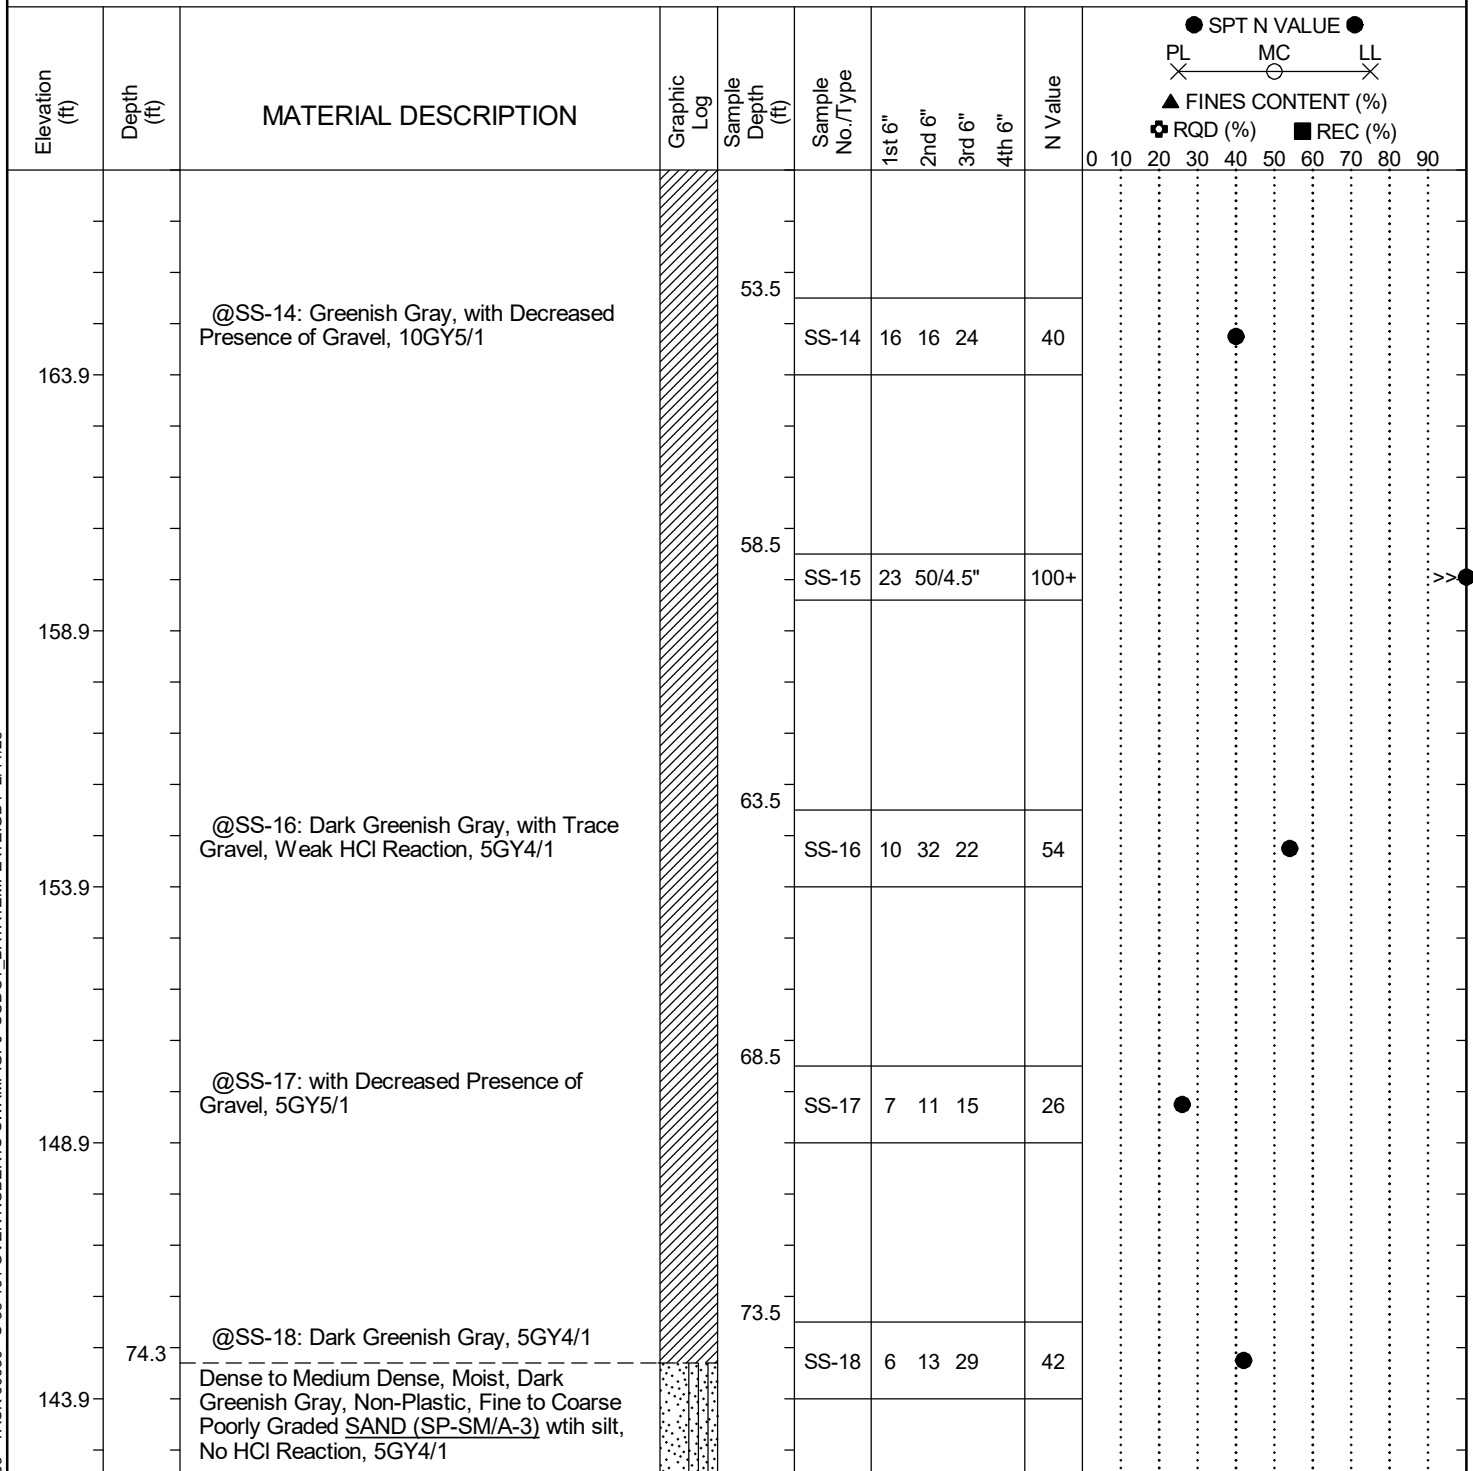 ● SPT N VALUE ●
PL MC LL
▲ FINES CONTENT (%)
RQD (%) ■ REC (%)
0 10 20 30 40 50 60 70 80 90
Elevation (ft)
Depth (ft)
MATERIAL DESCRIPTION
Graphic Log
Sample Depth (ft)
Sample No./Type
1st 6"
2nd 6"
3rd 6"
4th 6"
N Value
53.5
@SS-14: Greenish Gray, with Decreased
Presence of Gravel, 10GY5/1
SS-14 16 16 24 40
163.9
58.5
SS-15 23 50/4.5" 100+ >>
158.9
63.5
@SS-16: Dark Greenish Gray, with Trace
Gravel, Weak HCl Reaction, 5GY4/1
SS-16 10 32 22 54
153.9
68.5
@SS-17: with Decreased Presence of
Gravel, 5GY5/1
SS-17 7 11 15 26
148.9
73.5
@SS-18: Dark Greenish Gray, 5GY4/1
74.3
SS-18 6 13 29 42
Dense to Medium Dense, Moist, Dark
143.9
Greenish Gray, Non-Plastic, Fine to Coarse
Poorly Graded SAND (SP-SM/A-3) wtih silt,
No HCl Reaction, 5GY4/1